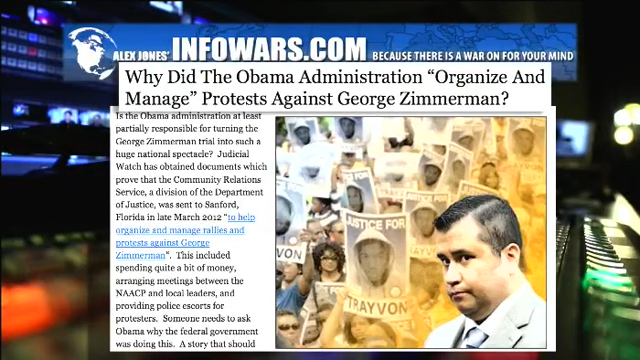 ALEX JONES' INFOWARS.COM BECAUSE THERE IS A WAR ON FOR YOUR MIND
Why Did The Obama Administration “Organize And
Manage” Protests Against George Zimmerman?
Is the Obama administration at least
partially responsible for turning the
George Zimmerman trial into such a
huge national spectacle? Judicial
Watch has obtained documents which
prove that the Community Relations
Service, a division of the Department
of Justice, was sent to Sanford,
Florida in late March 2012 “to help
organize and manage rallies and
protests against George
Zimmerman”. This included
spending quite a bit of money,
arranging meetings between the
NAACP and local leaders, and
providing police escorts for
protesters. Someone needs to ask
Obama why the federal government
was doing this. A story that should
JUSTICE FOR
TRAYVON
JUSTICE FOR
TRAYVON